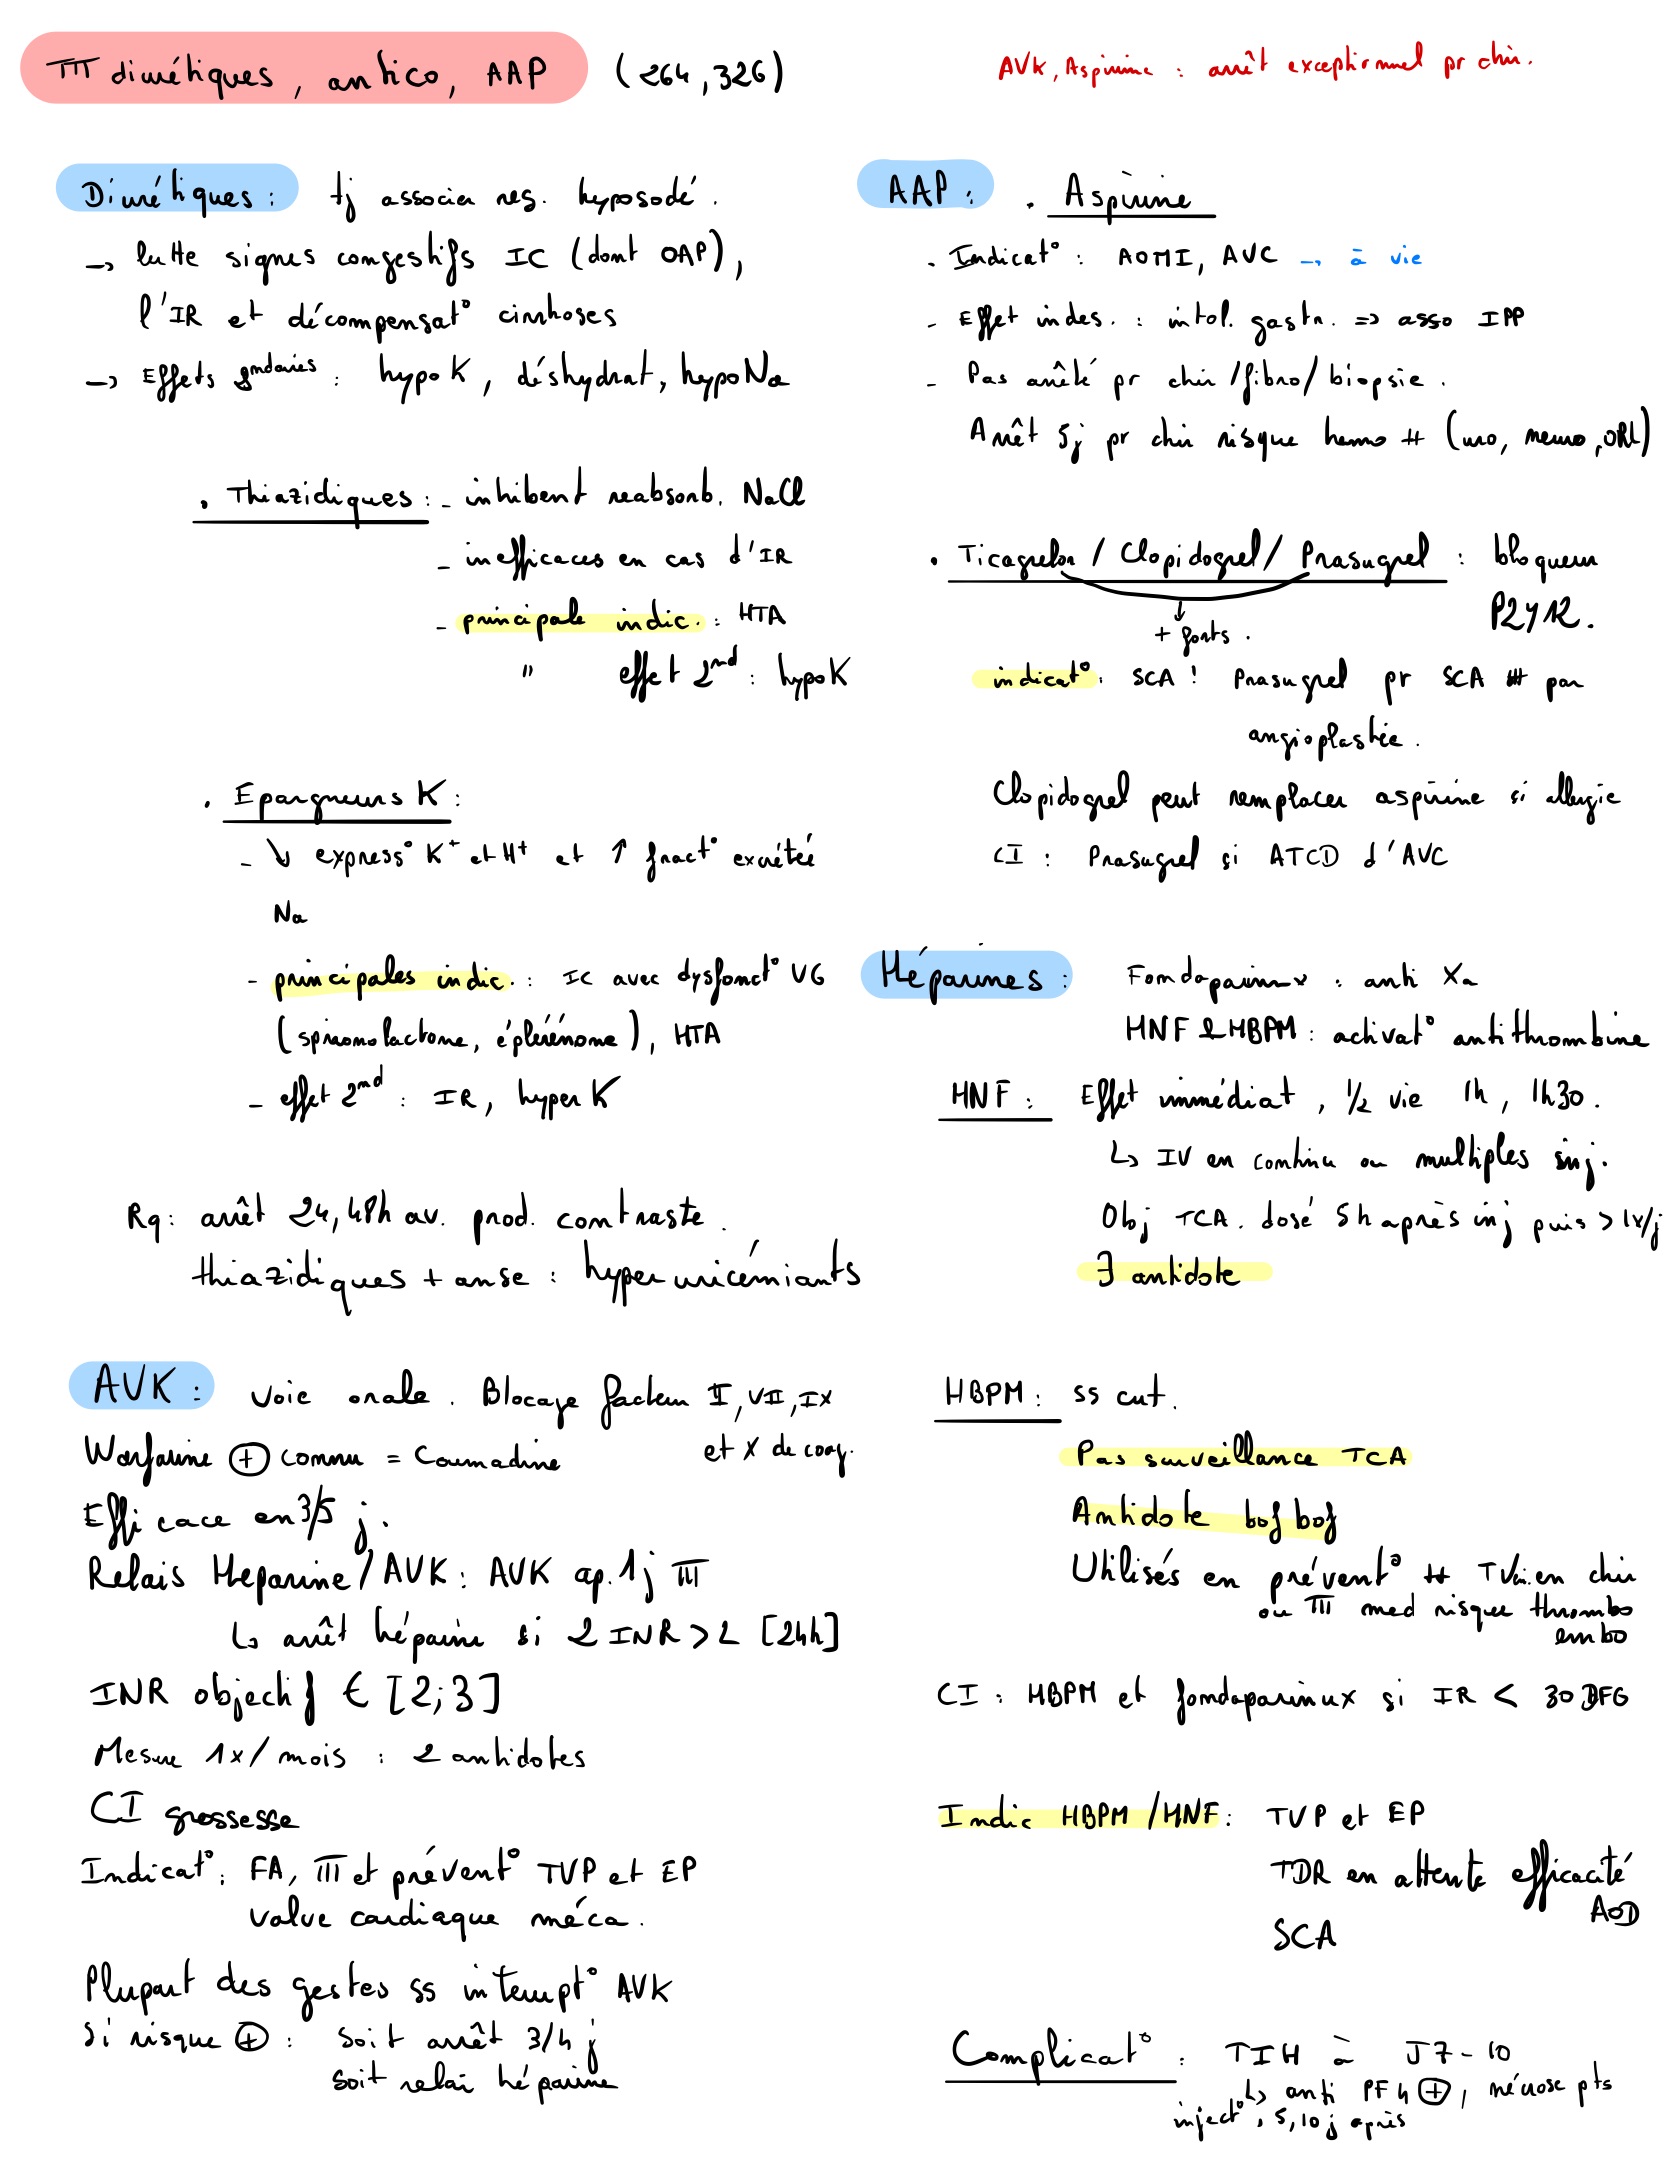 TTT diurétiques, antico, AAP (264, 326)
AVK, Aspirine : arrêt exceptionnel pr chir.
Diurétiques : tj associer reg. hyposodé.
→ lutte signes congestifs IC (dont OAP),
l'IR et décompensat° cirrhoses
→ Effets 2ndaires : hypoK, déshydrat, hypoNa
. Thiazidiques : - inhibent reabsorb. NaCl
- inefficaces en cas d'IR
- principale indic. : HTA
" effet 2nd : hypoK
. Epargneurs K :
- ↓ express° K+ et H+ et ↑ fract° excrétée
Na
- principales indic. : IC avec dysfonct° VG
(spironolactone, éplérénone), HTA
- effet 2nd : IR, hyperK
Rq : arrêt 24, 48h av. prod. contraste.
thiazidiques + anse : hyperuricémiants
AVK : voie orale. Blocage facteur II, VII, IX
et X de coag.
Warfarine ⊕ connu = Coumadine
Efficace en 3/5 j.
Relais Heparine / AVK : AVK ap. 1j TTT
↳ arrêt hépaine si 2 INR > 2 [24h]
INR objectif ∈ [2;3]
Mesure 1x/mois : 2 antidotes
CI grossesse
Indicat° : FA, TTT et prévent° TVP et EP
valve cardiaque méca.
Plupart des gestes ss interrupt° AVK
Si risque ⊕ : soit arrêt 3/4 j
soit relai héparine
AAP : . Aspirine
. Indicat° : AOMI, AVC → à vie
- Effet indes. : intol. gastr. => asso IPP
- Pas arrêté pr chir / fibro / biopsie.
Arrêt 5j pr chir risque hemo # (uro, neuro, ORL)
. Ticagrelor / Clopidogrel / Prasugrel : bloqueur
P2Y12.
↓
+ forts.
indicat° : SCA ! Prasugrel pr SCA ttt par
angioplastie.
Clopidogrel peut remplacer aspirine si allergie
CI : Prasugrel si ATCD d'AVC
Héparines : Fondaparinux : anti Xa
HNF & HBPM : activat° antithrombine
HNF : Effet immédiat, 1/2 vie 1h, 1h30.
↳ IV en continu ou multiples inj.
Obj TCA. dosé 5h après inj puis > 1x/j
∃ antidote
HBPM : ss cut.
Pas surveillance TCA
Antidote bof bof
Utilisés en prévent° # en chir
ou TTT med risque thrombo
embo
CI : HBPM et fondaparinux si IR < 30 DFG
Indic HBPM / HNF : TVP et EP
TDR en attente efficacité
AOD
SCA
Complicat° : TIH à J7-10
↳ anti PF4 ⊕, nécrose pts
inject°, 5,10j après